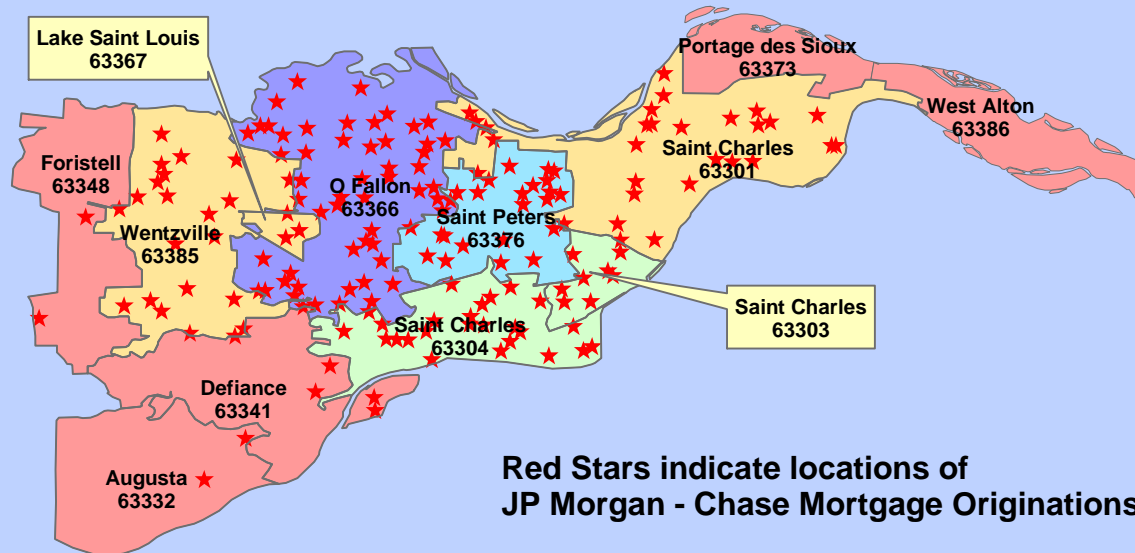 Lake Saint Louis
63367
Portage des Sioux
63373
West Alton
63386
Foristell
63348
Saint Charles
63301
O Fallon
63366
Saint Peters
63376
Wentzville
63385
Saint Charles
63303
Saint Charles
63304
Defiance
63341
Augusta
63332
Red Stars indicate locations of
JP Morgan - Chase Mortgage Originations